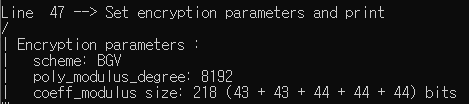 Line  47 --> Set encryption parameters and print
/
| Encryption parameters :
|   scheme: BGV
|   poly_modulus_degree: 8192
|   coeff_modulus size: 218 (43 + 43 + 44 + 44 + 44) bits